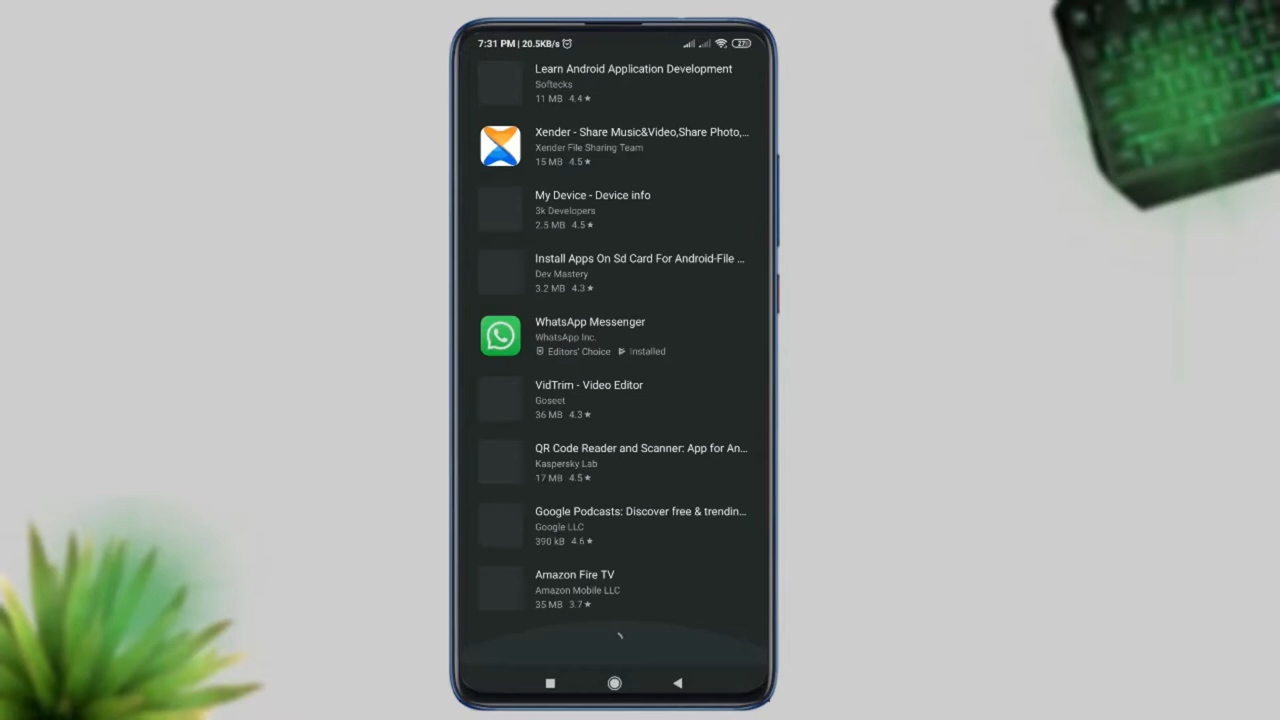 7:31 PM | 20.5KB/s 27
Learn Android Application Development
Softecks
11 MB 4.4★
Xender - Share Music&Video,Share Photo,...
Xender File Sharing Team
15 MB 4.5★
My Device - Device info
3k Developers
2.5 MB 4.5★
Install Apps On Sd Card For Android-File ...
Dev Mastery
3.2 MB 4.3★
WhatsApp Messenger
WhatsApp Inc.
Editors' Choice Installed
VidTrim - Video Editor
Goseet
36 MB 4.3★
QR Code Reader and Scanner: App for An...
Kaspersky Lab
17 MB 4.5★
Google Podcasts: Discover free & trendin...
Google LLC
390 kB 4.6★
Amazon Fire TV
Amazon Mobile LLC
35 MB 3.7★